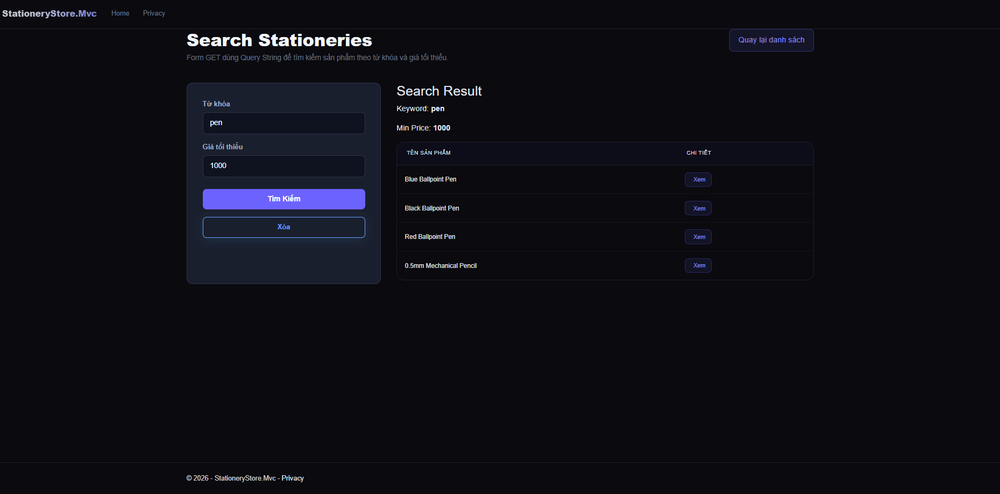 StationeryStore.Mvc Home Privacy
Search Stationeries
Quay lại danh sách
Form GET dùng Query String để tìm kiếm sản phẩm theo từ khóa và giá tối thiểu.
Từ khóa
pen
Giá tối thiểu
1000
Tìm Kiếm
Xóa
Search Result
Keyword: pen
Min Price: 1000
TÊN SẢN PHẨM CHI TIẾT
Blue Ballpoint Pen Xem
Black Ballpoint Pen Xem
Red Ballpoint Pen Xem
0.5mm Mechanical Pencil Xem
© 2026 - StationeryStore.Mvc - Privacy